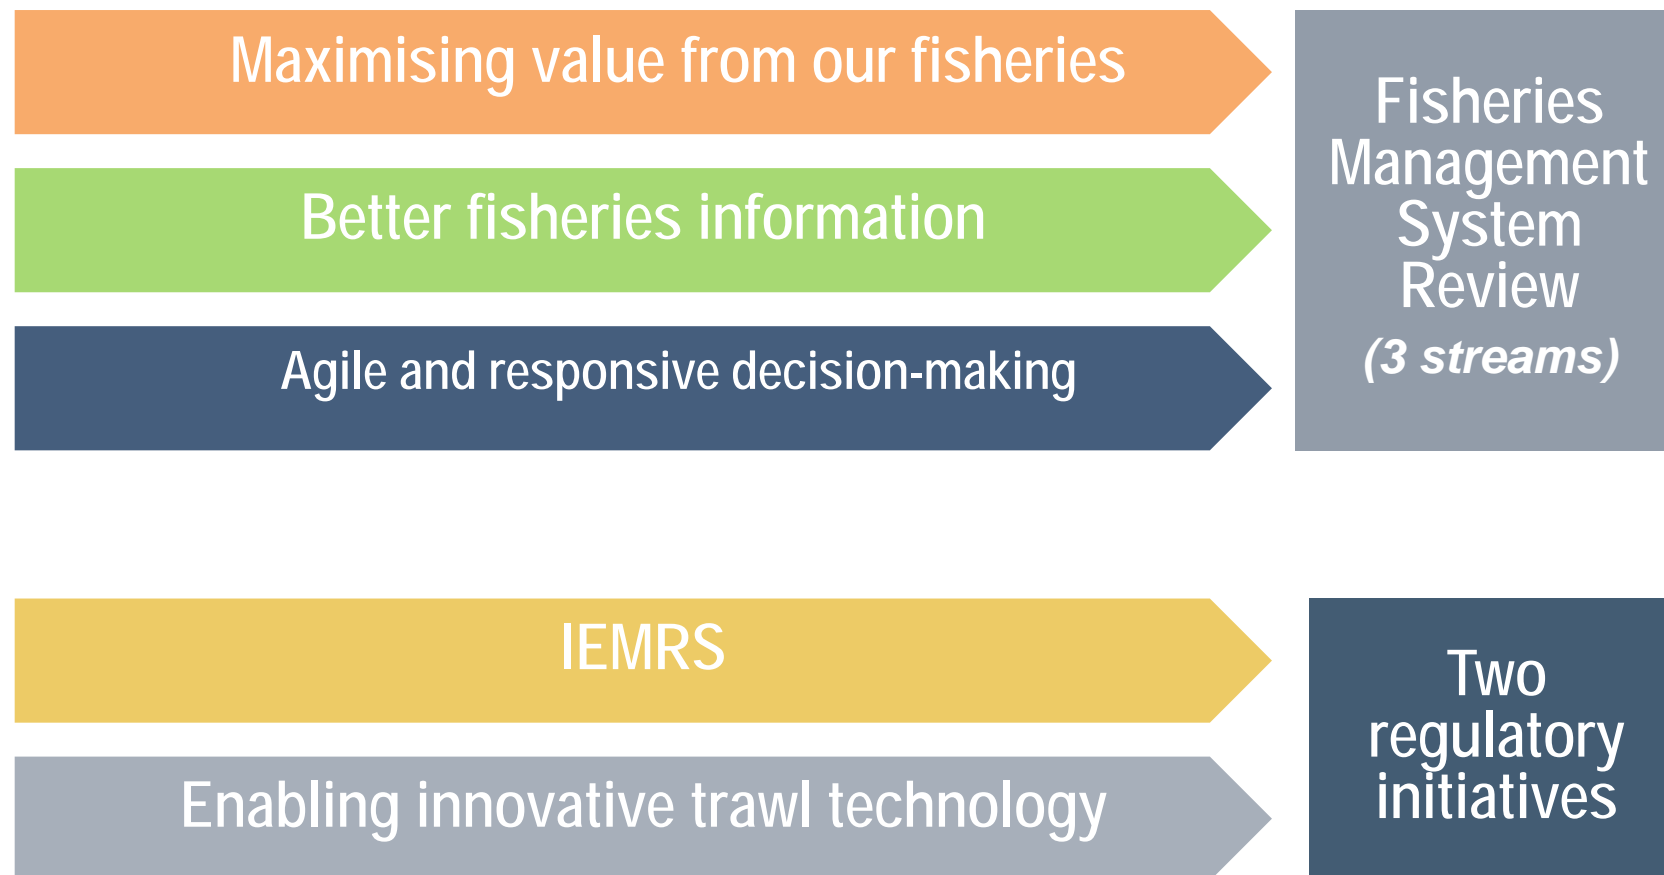 Maximising value from our fisheries
Better fisheries information
Agile and responsive decision-making
Fisheries
Management
System
Review
(3 streams)
IEMRS
Enabling innovative trawl technology
Two
regulatory
initiatives